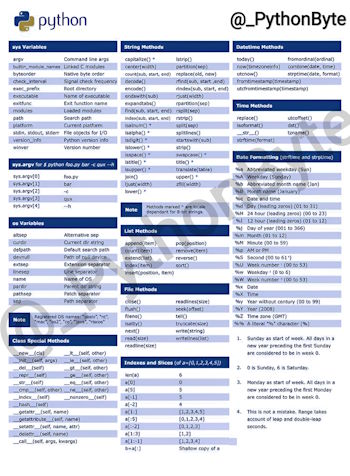 python
@_PythonByte
sys Variables
argv Command line args
builtin_module_names Linked C modules
byteorder Native byte order
check_interval Signal check frequency
exec_prefix Root directory
executable Name of executable
exitfunc Exit function name
modules Loaded modules
path Search path
platform Current platform
stdin, stdout, stderr File objects for I/O
version_info Python version info
winver Version number
sys.argv for $ python foo.py bar -c qux --h
sys.argv[0] foo.py
sys.argv[1] bar
sys.argv[2] -c
sys.argv[3] qux
sys.argv[4] --h
os Variables
altsep Alternative sep
curdir Current dir string
defpath Default search path
devnull Path of null device
extsep Extension separator
linesep Line separator
name Name of OS
pardir Parent dir string
pathsep Patch separator
sep Path separator
Note
Registered OS names: "posix", "nt",
"mac", "os2", "ce", "java", "riscos"
Class Special Methods
__new__(cls) __lt__(self, other)
__init__(self, args) __le__(self, other)
__del__(self) __gt__(self, other)
__repr__(self) __ge__(self, other)
__str__(self) __eq__(self, other)
__cmp__(self, other) __ne__(self, other)
__index__(self) __nonzero__(self)
__hash__(self)
__getattr__(self, name)
__getattribute__(self, name)
__setattr__(self, name, attr)
__delattr__(self, name)
__call__(self, args, kwargs)
String Methods
capitalize() * lstrip()
center(width) partition(sep)
count(sub, start, end) replace(old, new)
decode() rfind(sub, start, end)
encode() rindex(sub, start, end)
endswith(sub) rjust(width)
expandtabs() rpartition(sep)
find(sub, start, end) rsplit(sep)
index(sub, start, end) rstrip()
isalnum() * split(sep)
isalpha() * splitlines()
isdigit() * startswith(sub)
islower() * strip()
isspace() * swapcase() *
istitle() * title() *
isupper() * translate(table)
join() upper() *
ljust(width) zfill(width)
lower() *
Note
Methods marked * are locale
dependant for 8-bit strings.
List Methods
append(item) pop(position)
count(item) remove(item)
extend(list) reverse()
index(item) sort()
insert(position, item)
File Methods
close() readlines(size)
flush() seek(offset)
fileno() tell()
isatty() truncate(size)
next() write(string)
read(size) writelines(list)
readline(size)
Indexes and Slices (of a=[0,1,2,3,4,5])
len(a) 6
a[0] 0
a[5] 5
a[-1] 5
a[-2] 4
a[1:] [1,2,3,4,5]
a[:5] [0,1,2,3,4]
a[:-2] [0,1,2,3]
a[1:3] [1,2]
a[1:-1] [1,2,3,4]
b=a[:] Shallow copy of a
Datetime Methods
today() fromordinal(ordinal)
now(timezoneinfo) combine(date, time)
utcnow() strptime(date, format)
fromtimestamp(timestamp)
utcfromtimestamp(timestamp)
Time Methods
replace() utcoffset()
isoformat() dst()
__str__() tzname()
strftime(format)
Date Formatting (strftime and strptime)
%a Abbreviated weekday (Sun)
%A Weekday (Sunday)
%b Abbreviated month name (Jan)
%B Month name (January)
%c Date and time
%d Day (leading zeros) (01 to 31)
%H 24 hour (leading zeros) (00 to 23)
%I 12 hour (leading zeros) (01 to 12)
%j Day of year (001 to 366)
%m Month (01 to 12)
%M Minute (00 to 59)
%p AM or PM
%S Second (00 to 61⁴)
%U Week number¹ (00 to 53)
%w Weekday² (0 to 6)
%W Week number³ (00 to 53)
%x Date
%X Time
%y Year without century (00 to 99)
%Y Year (2008)
%Z Time zone (GMT)
%% A literal "%" character (%)
1. Sunday as start of week. All days in
a new year preceding the first Sunday
are considered to be in week 0.
2. 0 is Sunday, 6 is Saturday.
3. Monday as start of week. All days in
a new year preceding the first Monday
are considered to be in week 0.
4. This is not a mistake. Range takes
account of leap and double-leap
seconds.
@_PythonByte